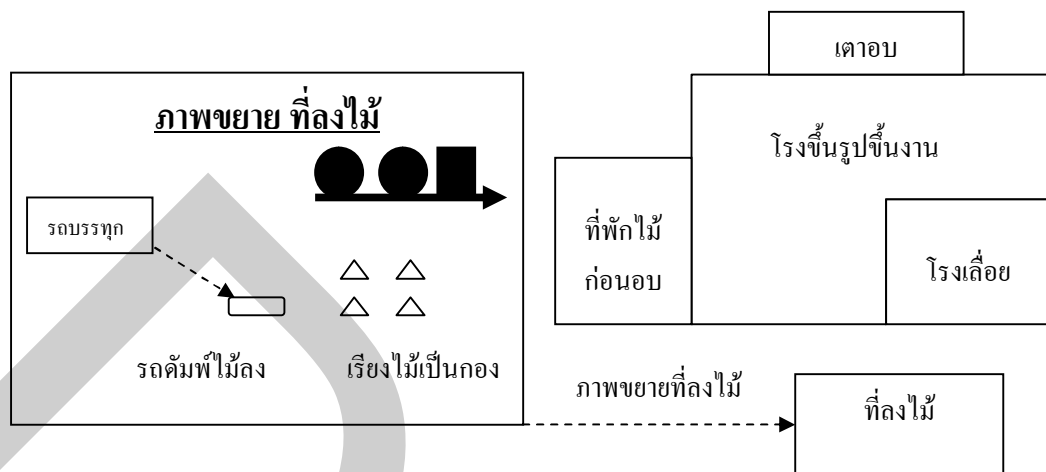 ภาพขยาย ที่ลงไม้
รถบรรทุก
รถดัมพ์ไม้ลง
เรียงไม้เป็นกอง
เตาอบ
โรงขึ้นรูปขึ้นงาน
ที่พักไม้
ก่อนอบ
โรงเลื่อย
ภาพขยายที่ลงไม้
ที่ลงไม้